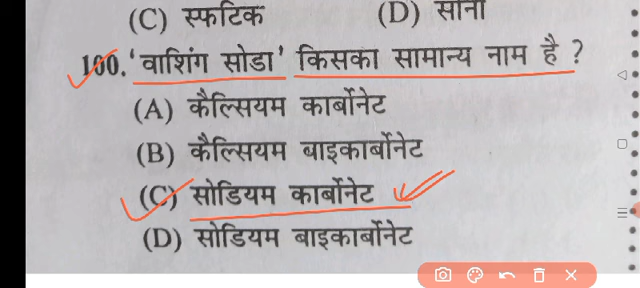 (C) स्फटिक (D) सोना
100. 'वाशिंग सोडा' किसका सामान्य नाम है ?
(A) कैल्सियम कार्बोनेट
(B) कैल्सियम बाइकार्बोनेट
(C) सोडियम कार्बोनेट
(D) सोडियम बाइकार्बोनेट